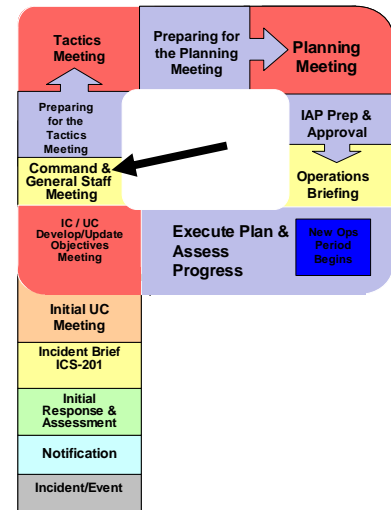 Tactics
Meeting
Preparing for
the Planning
Meeting
Planning
Meeting
Preparing
for the
Tactics
Meeting
IAP Prep &
Approval
Command &
General Staff
Meeting
Operations
Briefing
IC / UC
Develop/Update
Objectives
Meeting
Execute Plan &
Assess
Progress
New Ops
Period
Begins
Initial UC
Meeting
Incident Brief
ICS-201
Initial
Response &
Assessment
Notification
Incident/Event